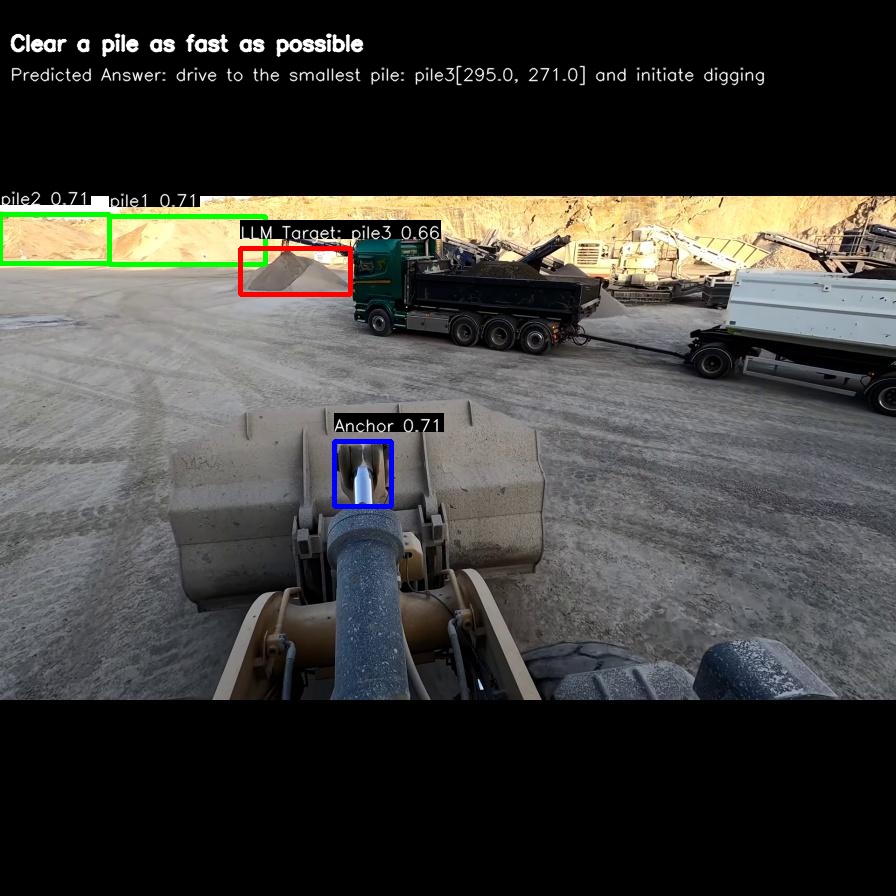 Clear a pile as fast as possible
Predicted Answer: drive to the smallest pile: pile3[295.0, 271.0] and initiate digging
pile2 0.71
pile1 0.71
LLM Target: pile3 0.66
Anchor 0.71